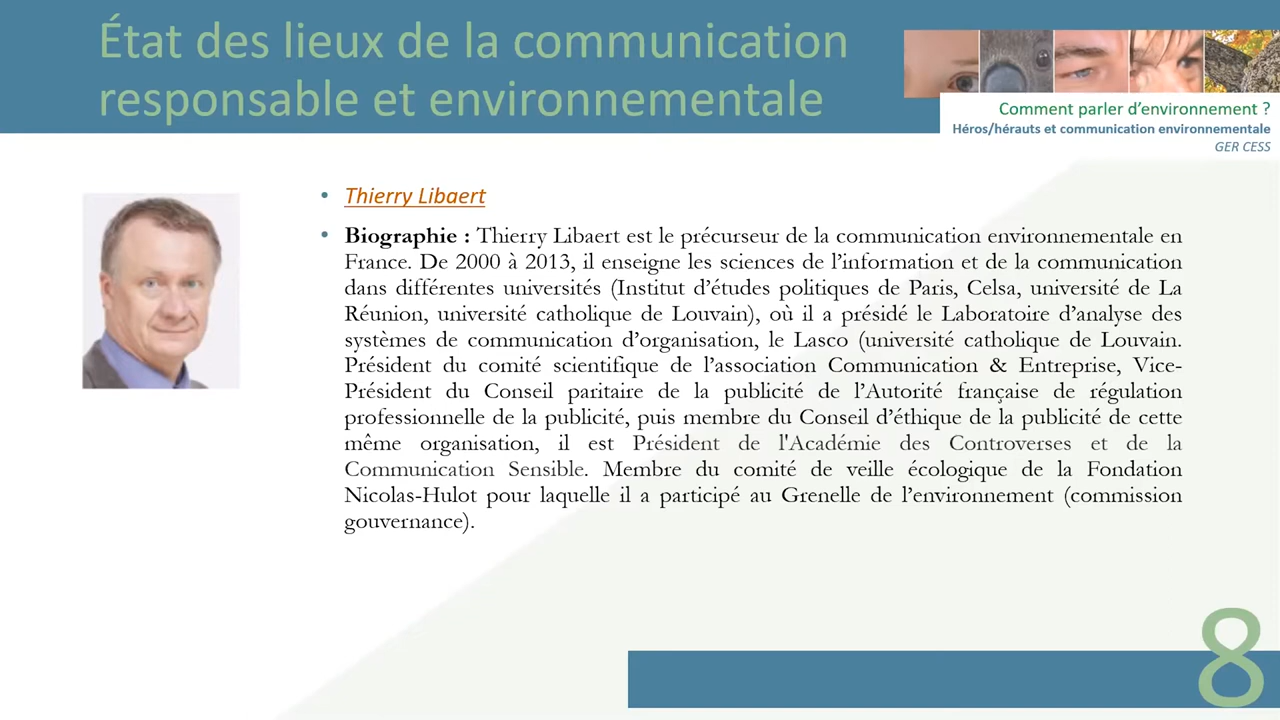 État des lieux de la communication
responsable et environnementale
Comment parler d’environnement ?
Héros/hérauts et communication environnementale
GER CESS
• Thierry Libaert
• Biographie : Thierry Libaert est le précurseur de la communication environnementale en
France. De 2000 à 2013, il enseigne les sciences de l’information et de la communication
dans différentes universités (Institut d’études politiques de Paris, Celsa, université de La
Réunion, université catholique de Louvain), où il a présidé le Laboratoire d’analyse des
systèmes de communication d’organisation, le Lasco (université catholique de Louvain.
Président du comité scientifique de l’association Communication & Entreprise, Vice-
Président du Conseil paritaire de la publicité de l’Autorité française de régulation
professionnelle de la publicité, puis membre du Conseil d’éthique de la publicité de cette
même organisation, il est Président de l'Académie des Controverses et de la
Communication Sensible. Membre du comité de veille écologique de la Fondation
Nicolas-Hulot pour laquelle il a participé au Grenelle de l’environnement (commission
gouvernance).
8